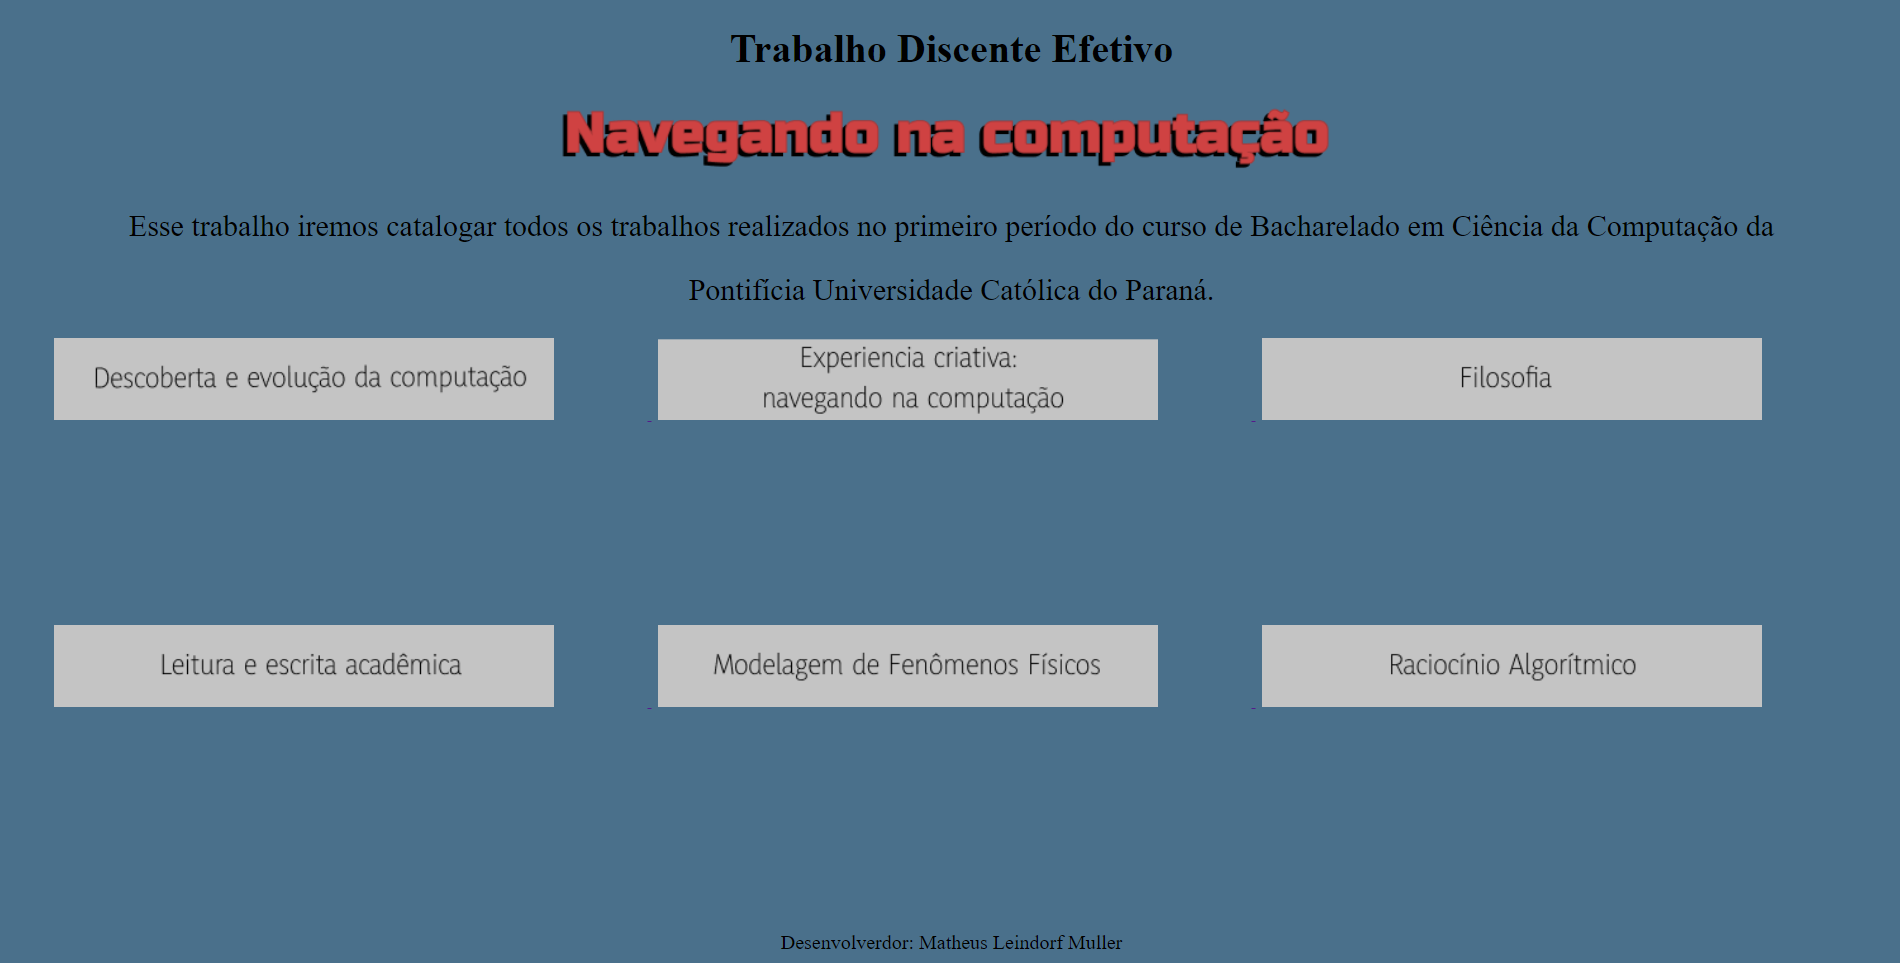 Trabalho Discente Efetivo
Navegando na computação
Esse trabalho iremos catalogar todos os trabalhos realizados no primeiro período do curso de Bacharelado em Ciência da Computação da
Pontifícia Universidade Católica do Paraná.
Descoberta e evolução da computação
Experiencia criativa:
navegando na computação
Filosofia
Leitura e escrita acadêmica
Modelagem de Fenômenos Físicos
Raciocínio Algorítmico
Desenvolverdor: Matheus Leindorf Muller